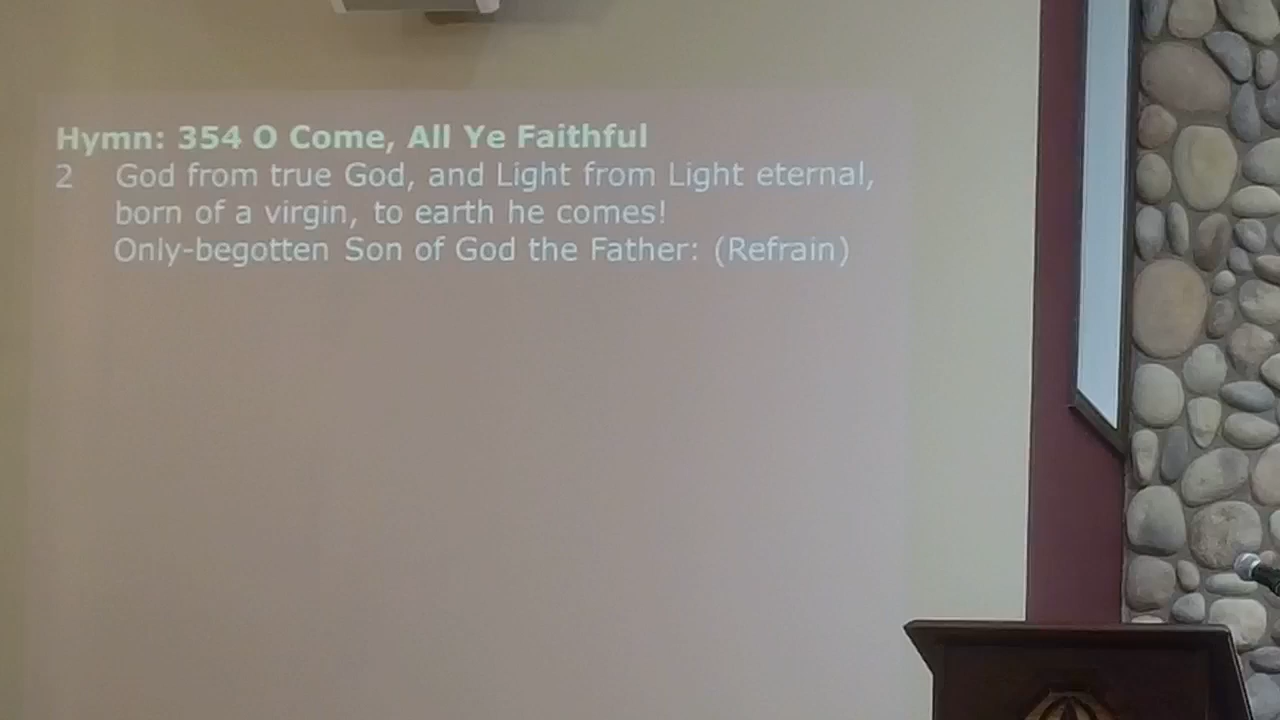 Hymn: 354 O Come, All Ye Faithful
2 God from true God, and Light from Light eternal,
born of a virgin, to earth he comes!
Only-begotten Son of God the Father: (Refrain)